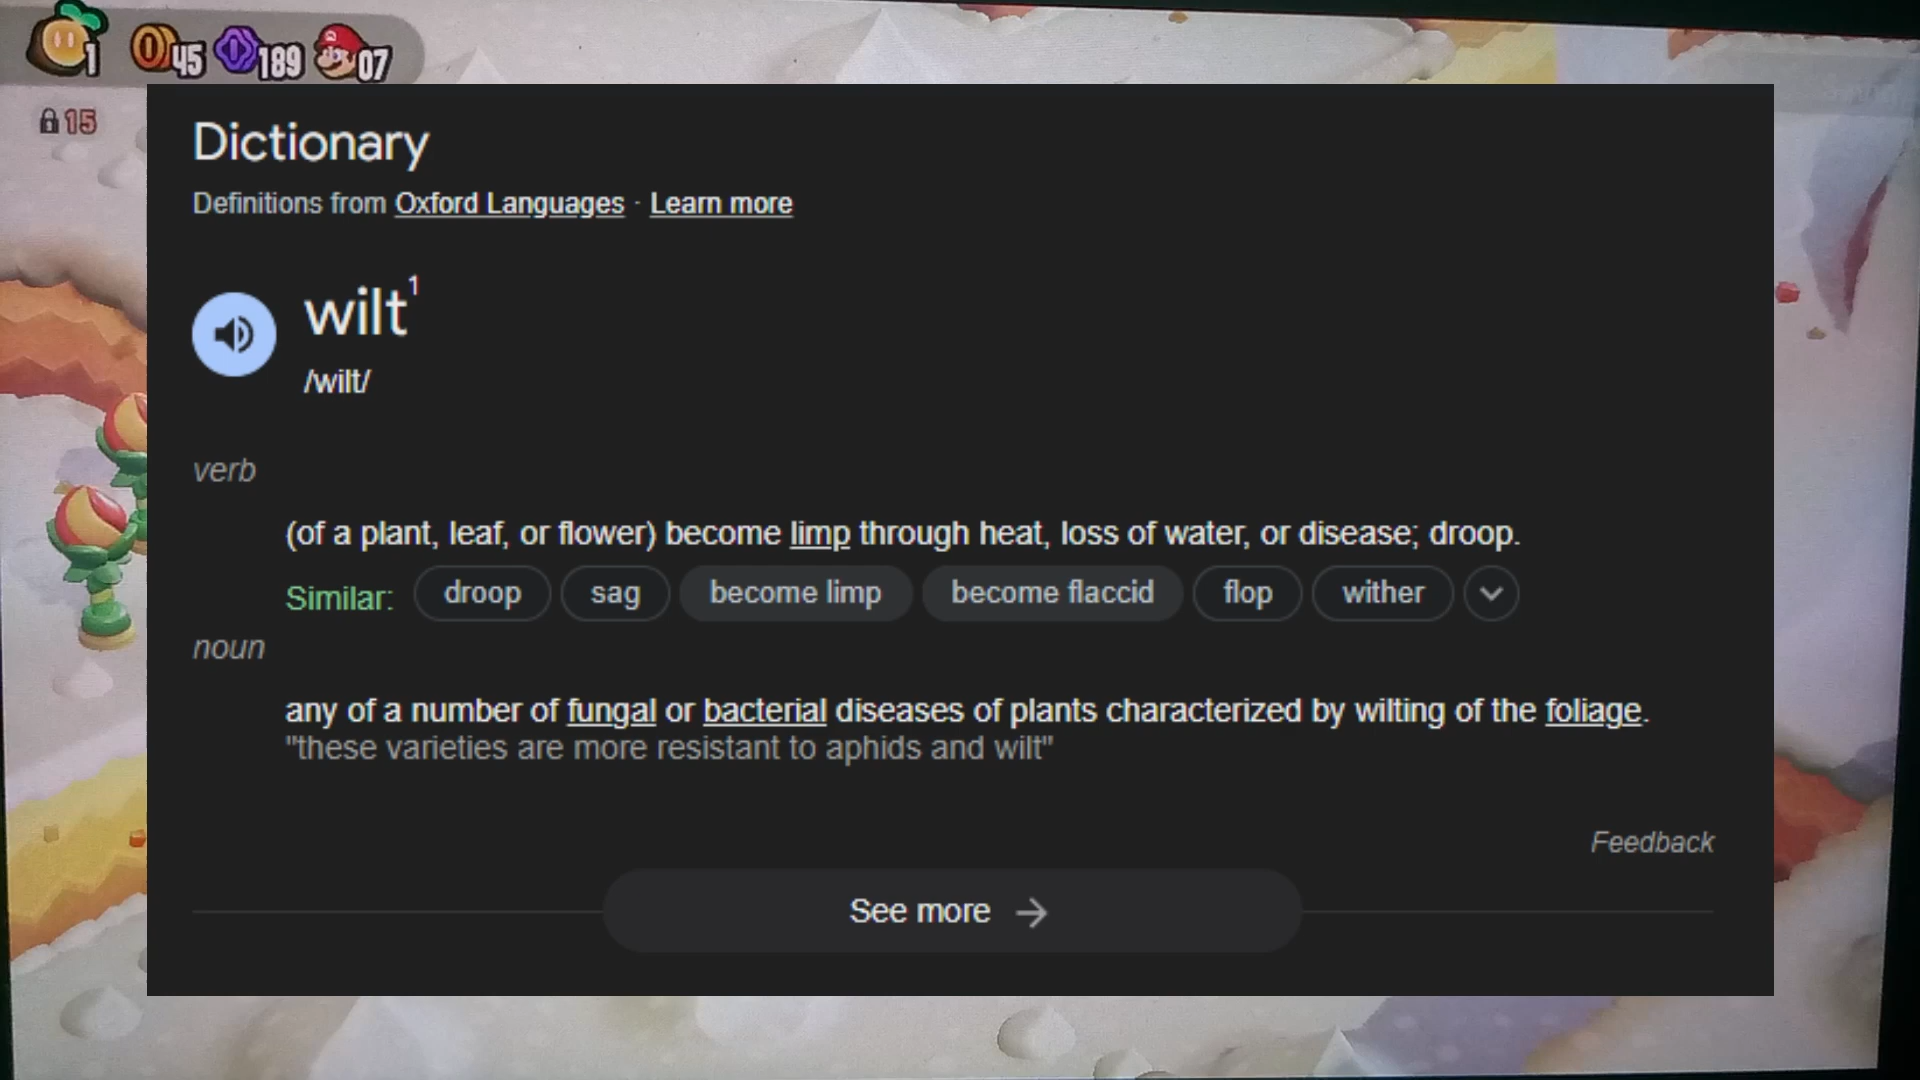 1 45 189 07
15
Dictionary
Definitions from Oxford Languages · Learn more
wilt¹
/wilt/
verb
(of a plant, leaf, or flower) become limp through heat, loss of water, or disease; droop.
Similar: droop sag become limp become flaccid flop wither
noun
any of a number of fungal or bacterial diseases of plants characterized by wilting of the foliage.
"these varieties are more resistant to aphids and wilt"
Feedback
See more →